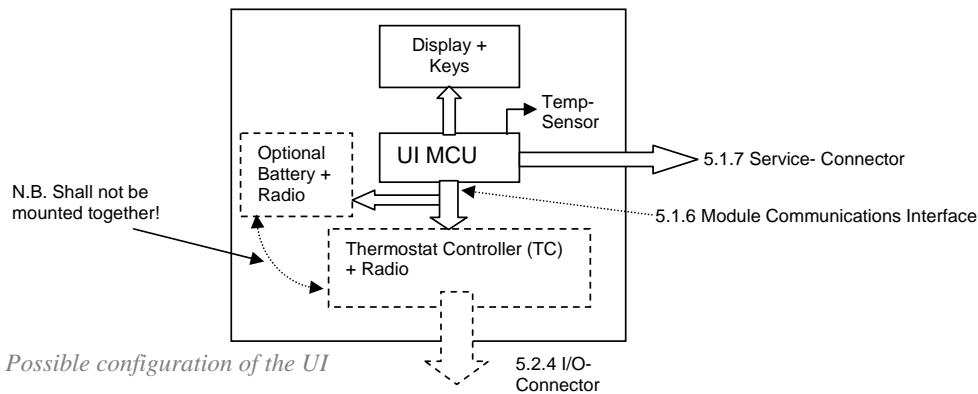 Display +
Keys
Temp-
Sensor
UI MCU
Optional
Battery +
Radio
5.1.7 Service- Connector
N.B. Shall not be
mounted together!
5.1.6 Module Communications Interface
Thermostat Controller (TC)
+ Radio
Possible configuration of the UI
5.2.4 I/O-
Connector